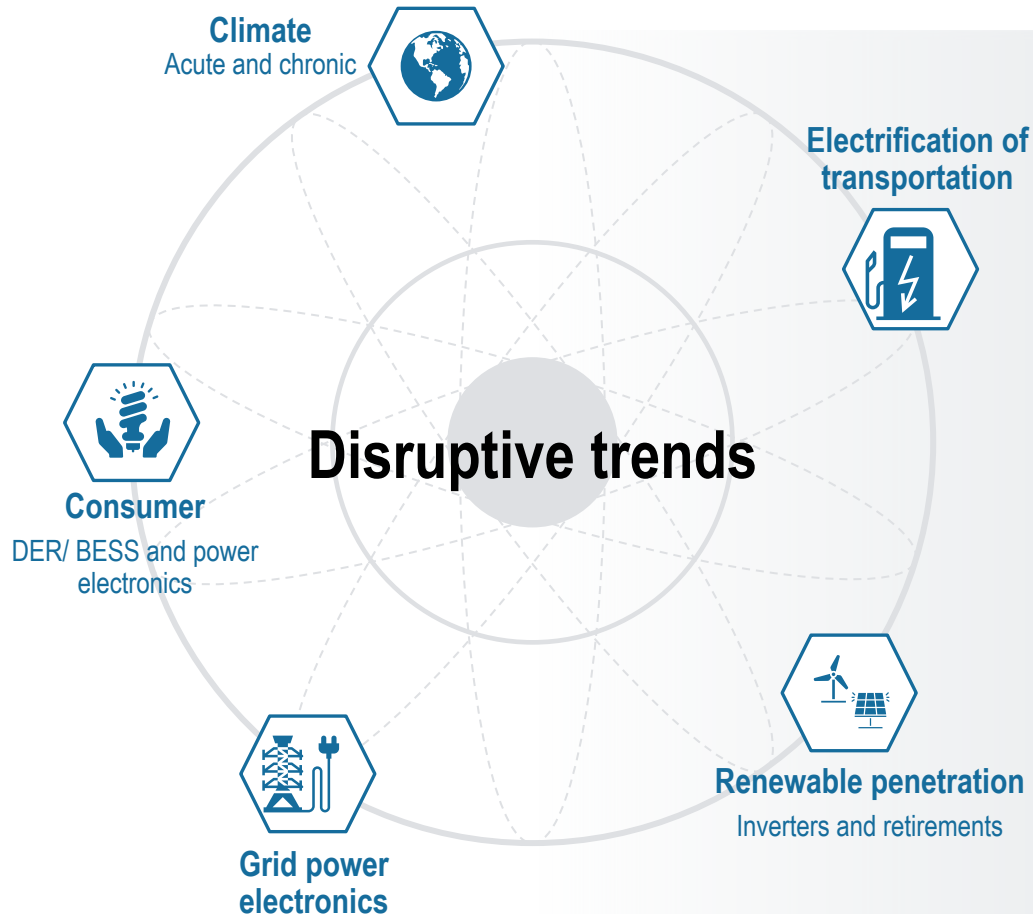 Climate
Acute and chronic
Electrification of
transportation
Disruptive trends
Consumer
DER/ BESS and power
electronics
Renewable penetration
Inverters and retirements
Grid power
electronics